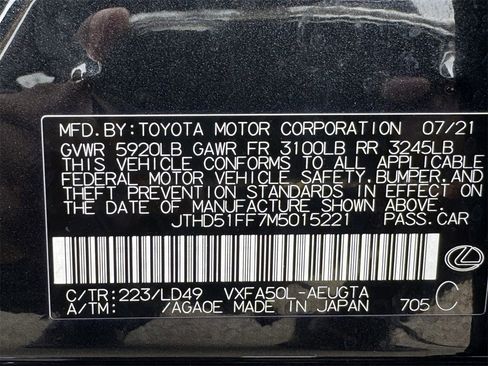 MFD.BY:TOYOTA MOTOR CORPORATION 07/21
GVWR 5920LB GAWR FR 3100LB RR 3245LB
THIS VEHICLE CONFORMS TO ALL APPLICABLE
FEDERAL MOTOR VEHICLE SAFETY,BUMPER,AND
THEFT PREVENTION STANDARDS IN EFFECT ON
THE DATE OF MANUFACTURE SHOWN ABOVE.
JTHD51FF7M5015221 PASS.CAR
C/TR:223/LD49 VXFA50L-AEUGTA
A/TM: /AGA0E MADE IN JAPAN 705 C